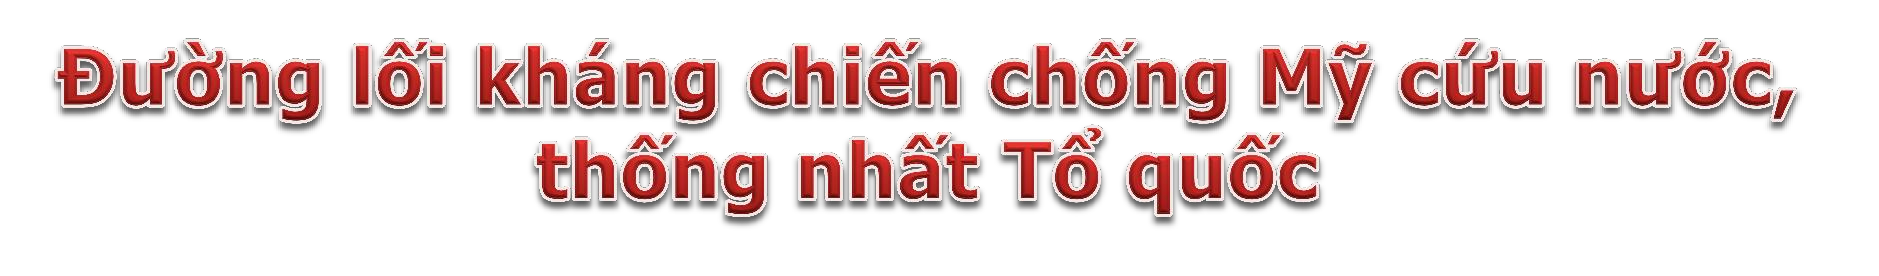 Đường lối kháng chiến chống Mỹ cứu nước,
thống nhất Tổ quốc